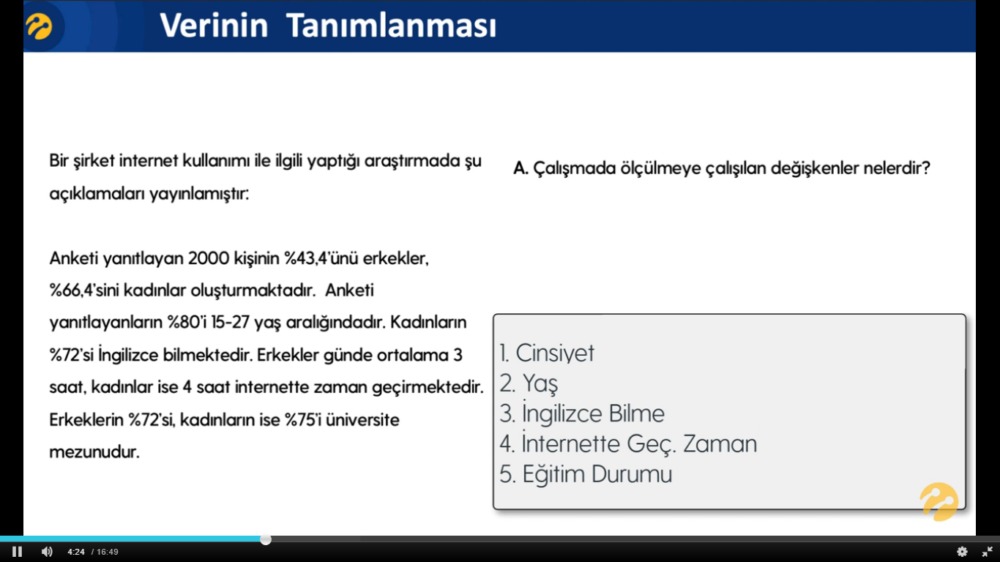 Verinin Tanımlanması
Bir şirket internet kullanımı ile ilgili yaptığı araştırmada şu
açıklamaları yayınlamıştır:
Anketi yanıtlayan 2000 kişinin %43,4'ünü erkekler,
%66,4'sini kadınlar oluşturmaktadır. Anketi
yanıtlayanların %80'i 15-27 yaş aralığındadır. Kadınların
%72'si İngilizce bilmektedir. Erkekler günde ortalama 3
saat, kadınlar ise 4 saat internette zaman geçirmektedir.
Erkeklerin %72'si, kadınların ise %75'i üniversite
mezunudur.
A. Çalışmada ölçülmeye çalışılan değişkenler nelerdir?
1. Cinsiyet
2. Yaş
3. İngilizce Bilme
4. İnternette Geç. Zaman
5. Eğitim Durumu
4:24 / 16:49